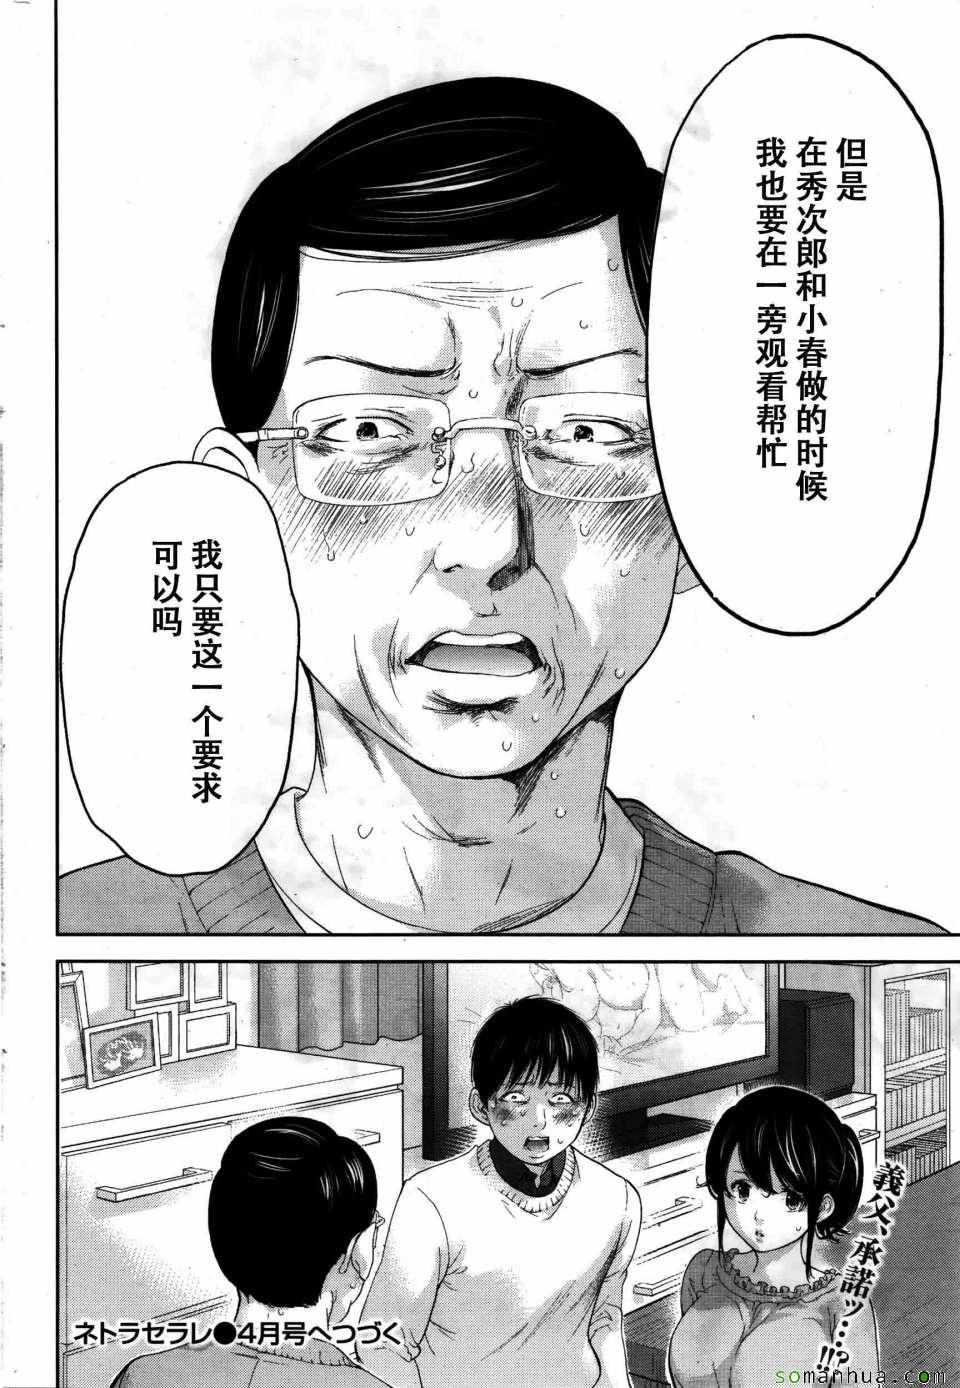 但是
在秀次郎和小春做的时候
我也要在一旁观看帮忙
我只要这一个要求
可以吗
義父、承諾ッ…!!?
ネトラセラレ●4月号へつづく
somanhua.com